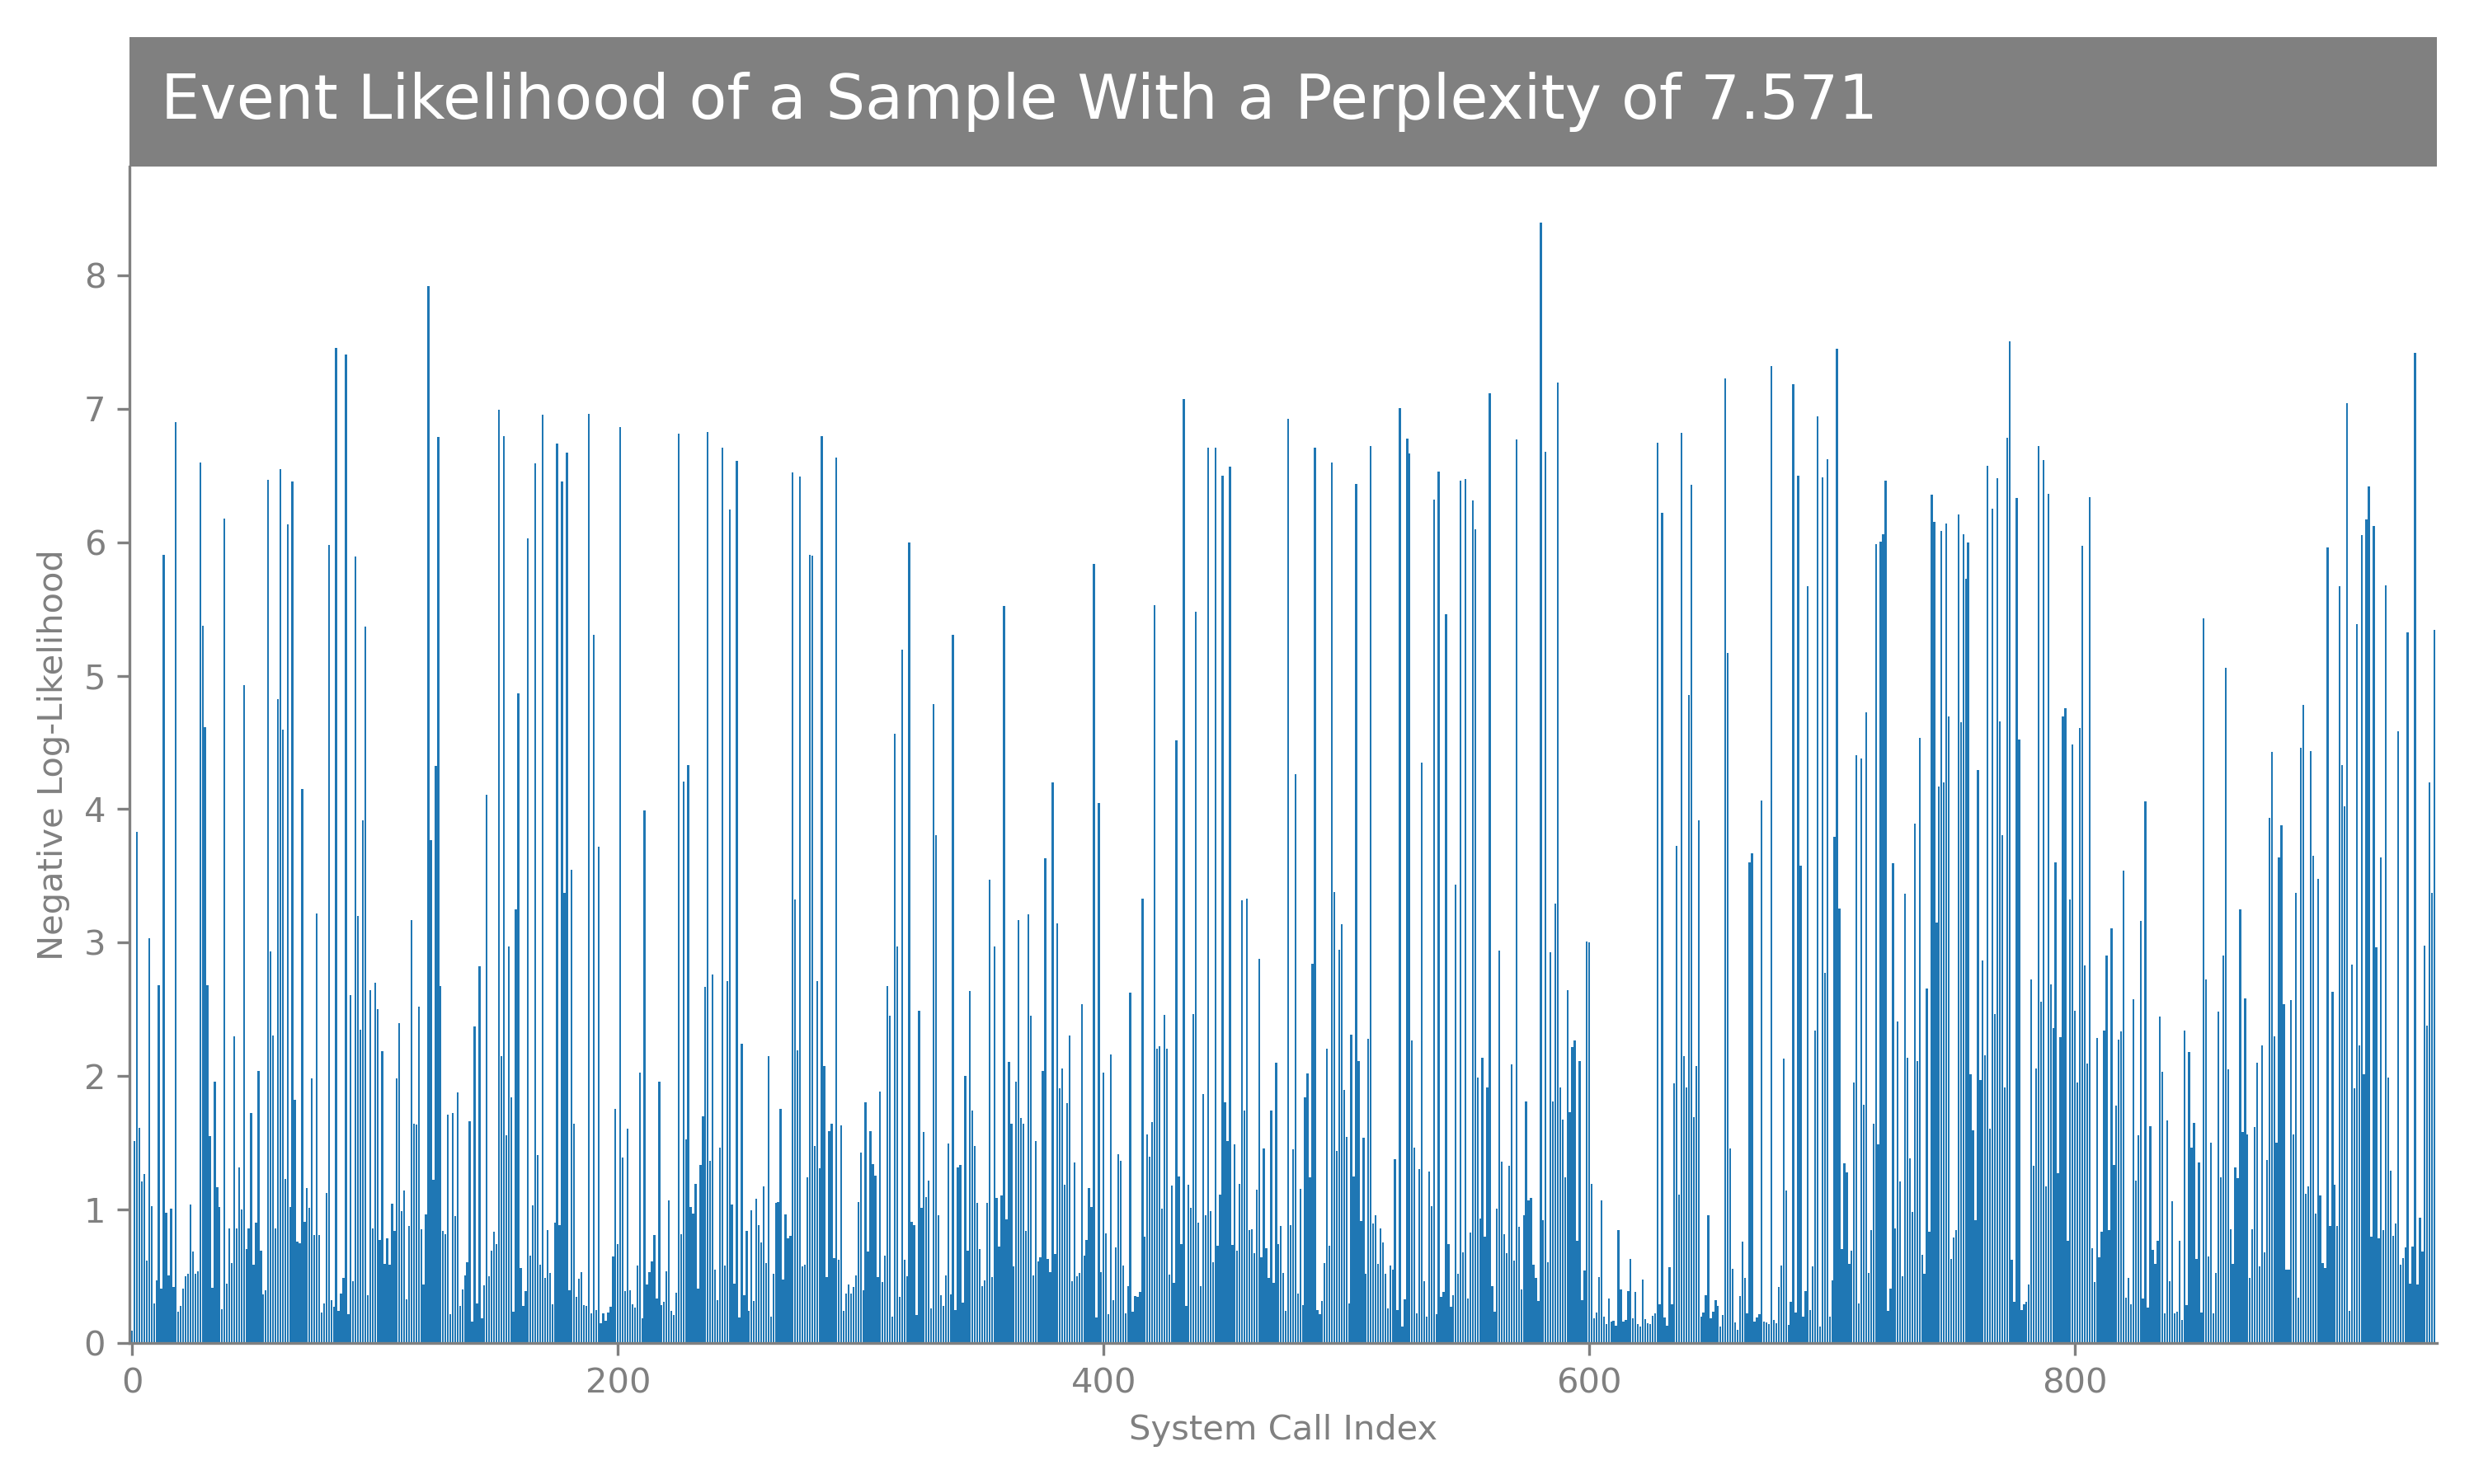 Event Likelihood of a Sample With a Perplexity of 7.571
8
7
6
5
4
3
2
1
0
Negative Log-Likelihood
0 200 400 600 800
System Call Index